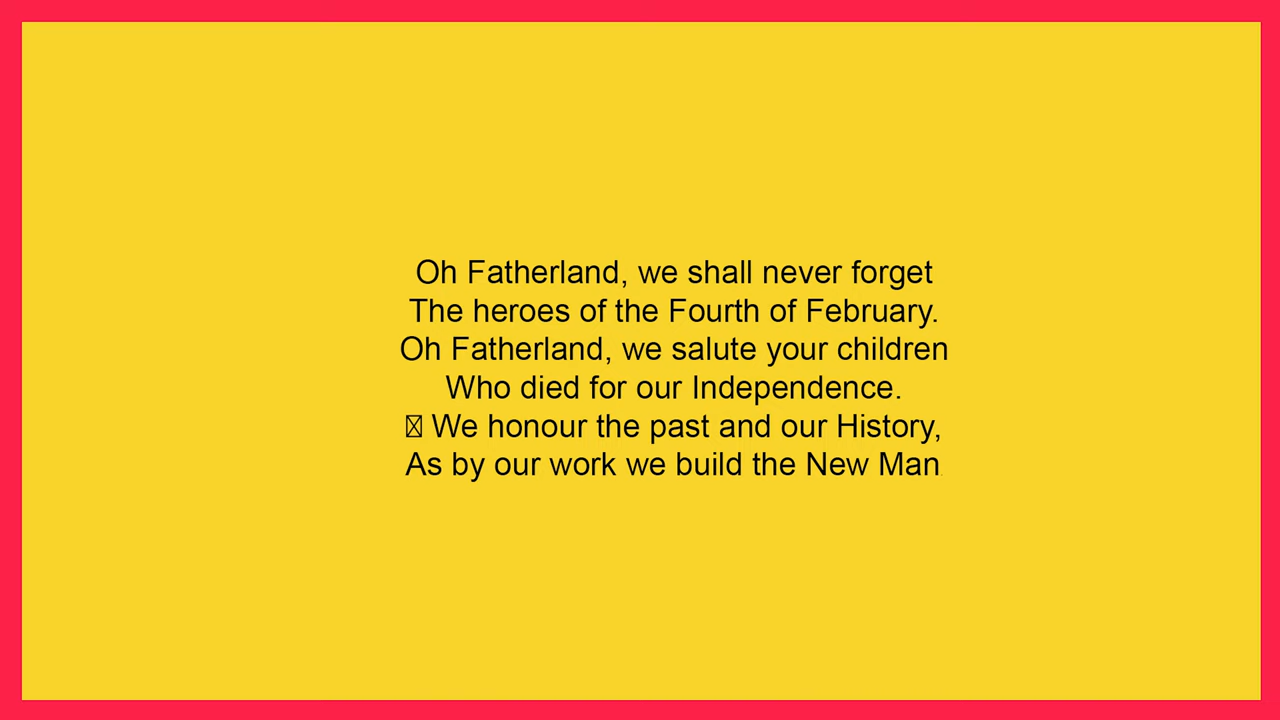 Oh Fatherland, we shall never forget
The heroes of the Fourth of February.
Oh Fatherland, we salute your children
Who died for our Independence.
We honour the past and our History,
As by our work we build the New Man